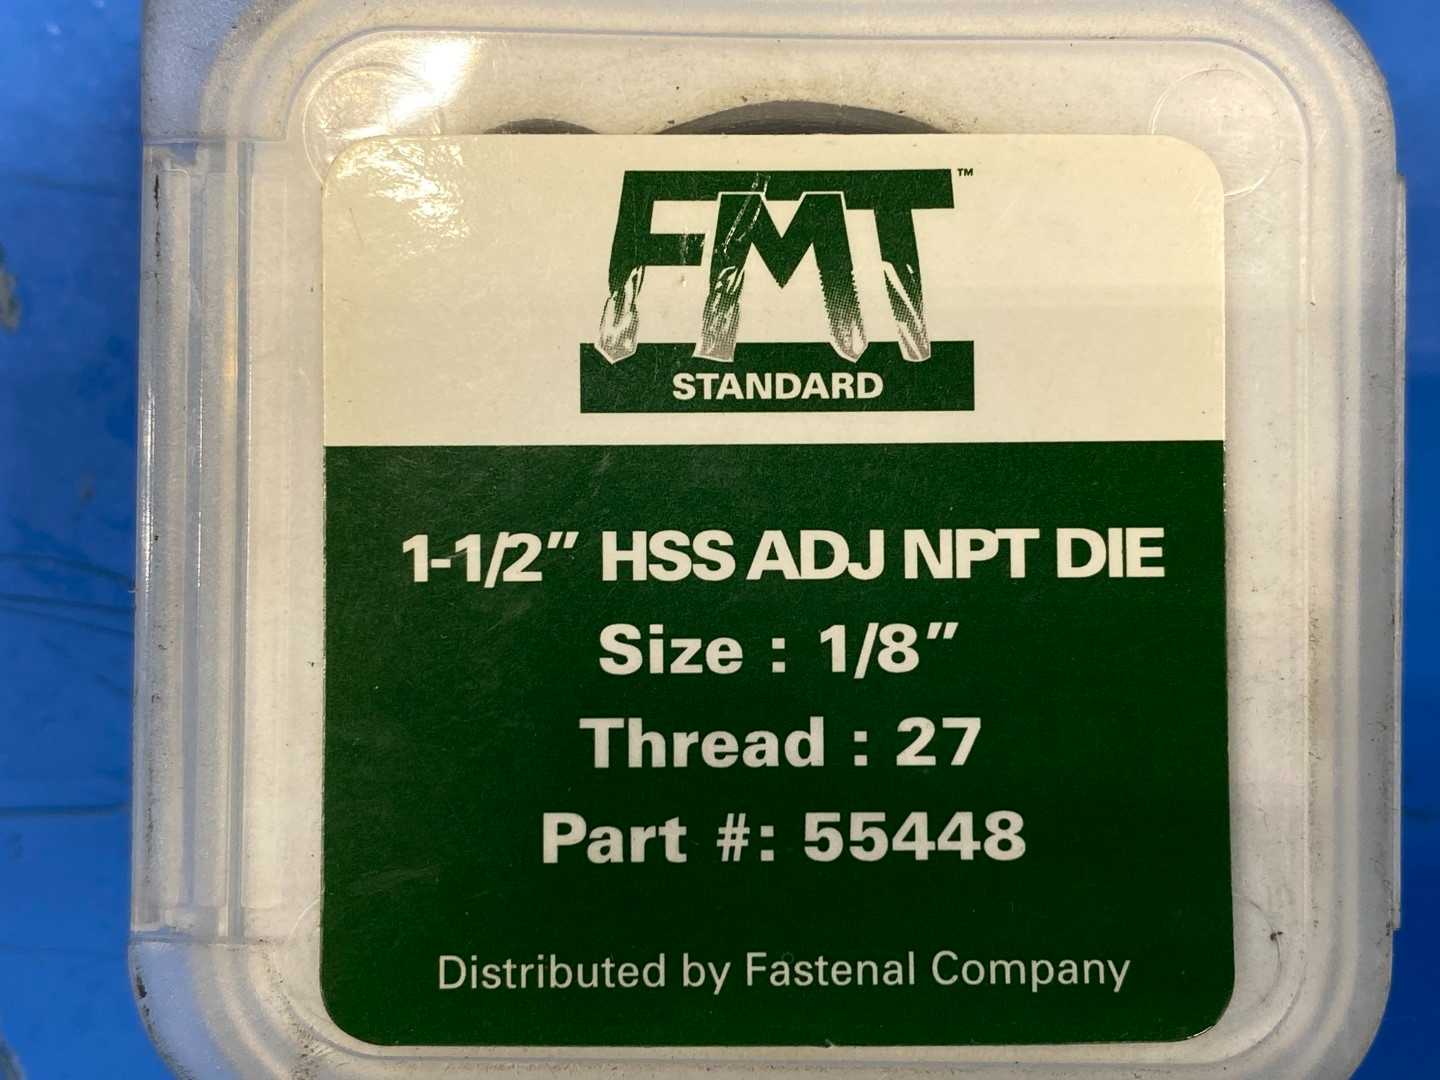 FMT™
STANDARD
1-1/2" HSS ADJ NPT DIE
Size : 1/8"
Thread : 27
Part #: 55448
Distributed by Fastenal Company